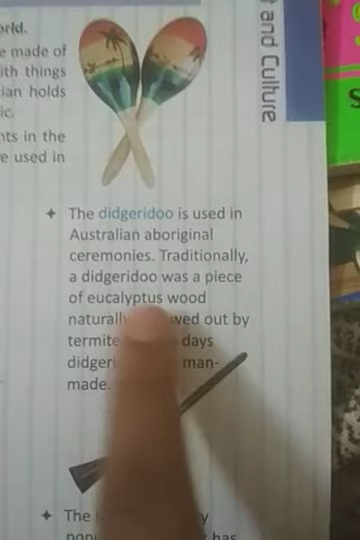 and Culture
orld.
e made of
ith things
ian holds
ic.
nts in the
e used in
✦ The didgeridoo is used in
Australian aboriginal
ceremonies. Traditionally,
a didgeridoo was a piece
of eucalyptus wood
naturally wed out by
termite days
didgeri man-
made.
✦ The y
popu has
S